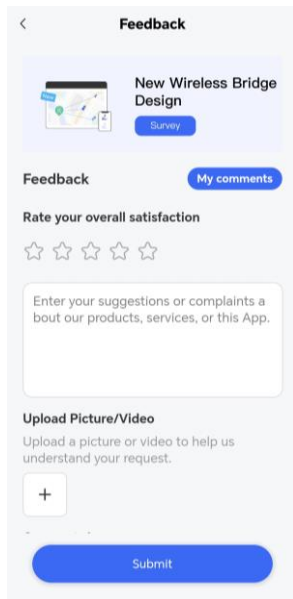 Feedback
New Wireless Bridge
Design
Survey
Feedback
My comments
Rate your overall satisfaction
Enter your suggestions or complaints a
bout our products, services, or this App.
Upload Picture/Video
Upload a picture or video to help us
understand your request.
+
Submit